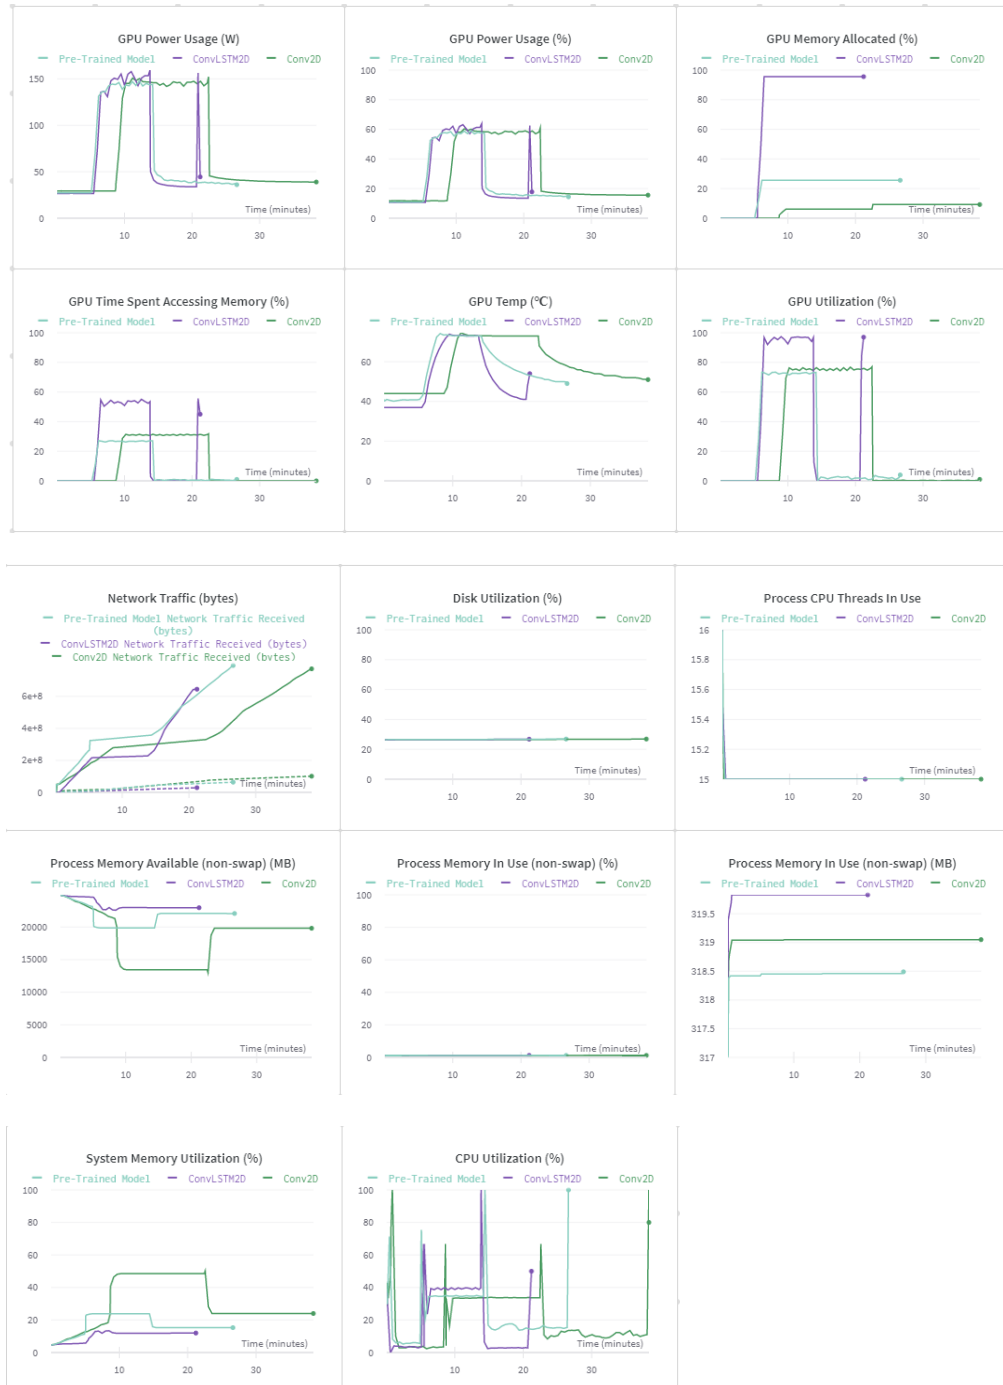 GPU Power Usage (W)
Pre-Trained Model ConvLSTM2D Conv2D
150
100
50
0
Time (minutes)
10 20 30
GPU Power Usage (%)
Pre-Trained Model ConvLSTM2D Conv2D
100
80
60
40
20
0
Time (minutes)
10 20 30
GPU Memory Allocated (%)
Pre-Trained Model ConvLSTM2D Conv2D
100
80
60
40
20
0
Time (minutes)
10 20 30
GPU Time Spent Accessing Memory (%)
Pre-Trained Model ConvLSTM2D Conv2D
100
80
60
40
20
0
Time (minutes)
10 20 30
GPU Temp (℃)
Pre-Trained Model ConvLSTM2D Conv2D
60
40
20
0
Time (minutes)
10 20 30
GPU Utilization (%)
Pre-Trained Model ConvLSTM2D Conv2D
100
80
60
40
20
0
Time (minutes)
10 20 30
Network Traffic (bytes)
Pre-Trained Model Network Traffic Received
(bytes)
ConvLSTM2D Network Traffic Received (bytes)
Conv2D Network Traffic Received (bytes)
6e+8
4e+8
2e+8
0
Time (minutes)
10 20 30
Disk Utilization (%)
Pre-Trained Model ConvLSTM2D Conv2D
100
80
60
40
20
0
Time (minutes)
10 20 30
Process CPU Threads In Use
Pre-Trained Model ConvLSTM2D Conv2D
16
15.8
15.6
15.4
15.2
15
Time (minutes)
10 20 30
Process Memory Available (non-swap) (MB)
Pre-Trained Model ConvLSTM2D Conv2D
20000
15000
10000
5000
0
Time (minutes)
10 20 30
Process Memory In Use (non-swap) (%)
Pre-Trained Model ConvLSTM2D Conv2D
100
80
60
40
20
0
Time (minutes)
10 20 30
Process Memory In Use (non-swap) (MB)
Pre-Trained Model ConvLSTM2D Conv2D
319.5
319
318.5
318
317.5
317
Time (minutes)
10 20 30
System Memory Utilization (%)
Pre-Trained Model ConvLSTM2D Conv2D
100
80
60
40
20
0
Time (minutes)
10 20 30
CPU Utilization (%)
Pre-Trained Model ConvLSTM2D Conv2D
100
80
60
40
20
0
Time (minutes)
10 20 30